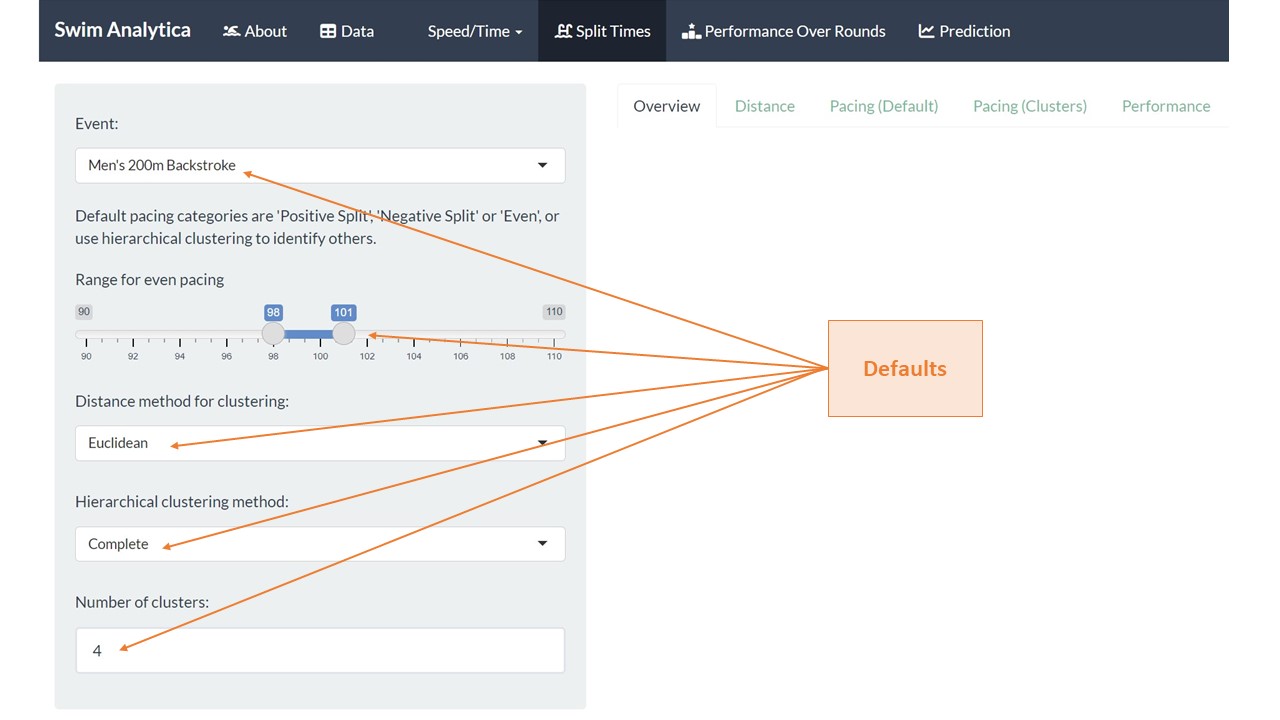 Swim Analytica About Data Speed/Time Split Times Performance Over Rounds Prediction
Overview Distance Pacing (Default) Pacing (Clusters) Performance
Event:
Men's 200m Backstroke
Default pacing categories are 'Positive Split', 'Negative Split' or 'Even', or
use hierarchical clustering to identify others.
Range for even pacing
90 98 101 110
90 92 94 96 98 100 102 104 106 108 110
Distance method for clustering:
Euclidean
Hierarchical clustering method:
Complete
Number of clusters:
4
Defaults